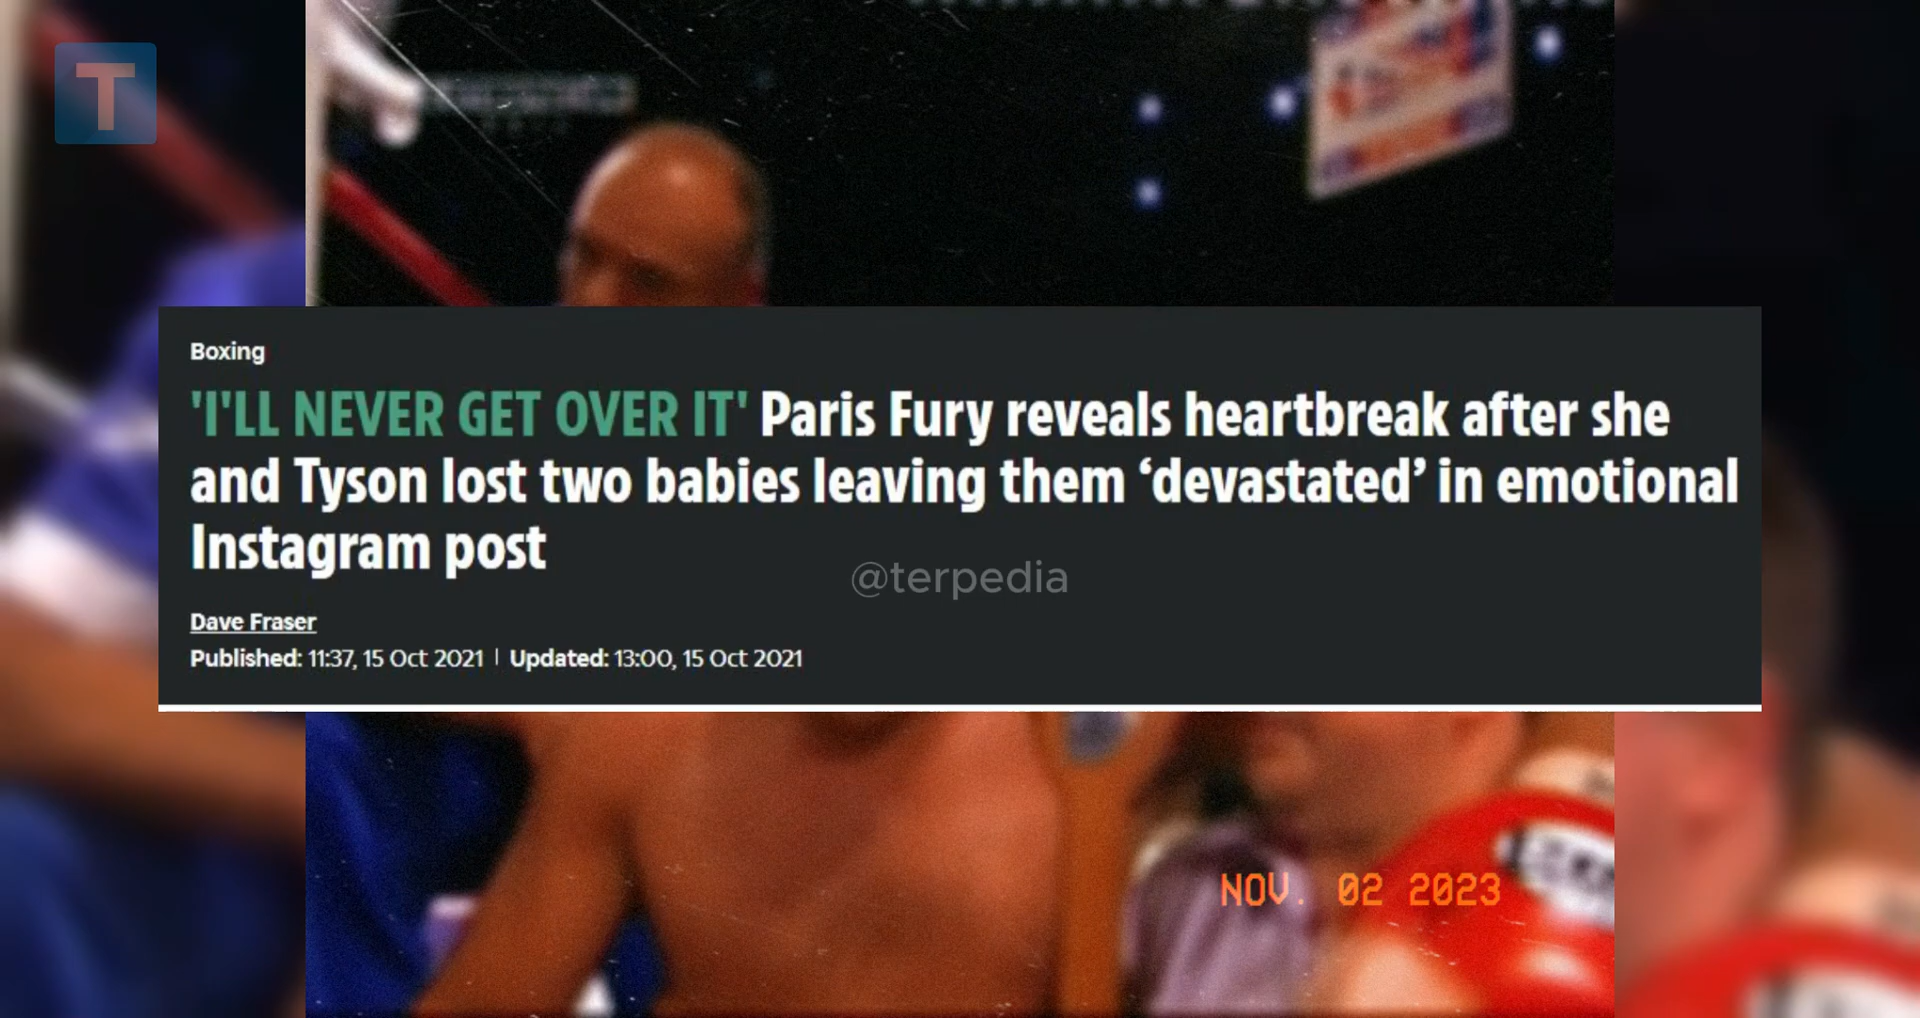 T
Boxing
'I'LL NEVER GET OVER IT' Paris Fury reveals heartbreak after she
and Tyson lost two babies leaving them ‘devastated’ in emotional
Instagram post
@terpedia
Dave Fraser
Published: 11:37, 15 Oct 2021 | Updated: 13:00, 15 Oct 2021
NOV. 02 2023